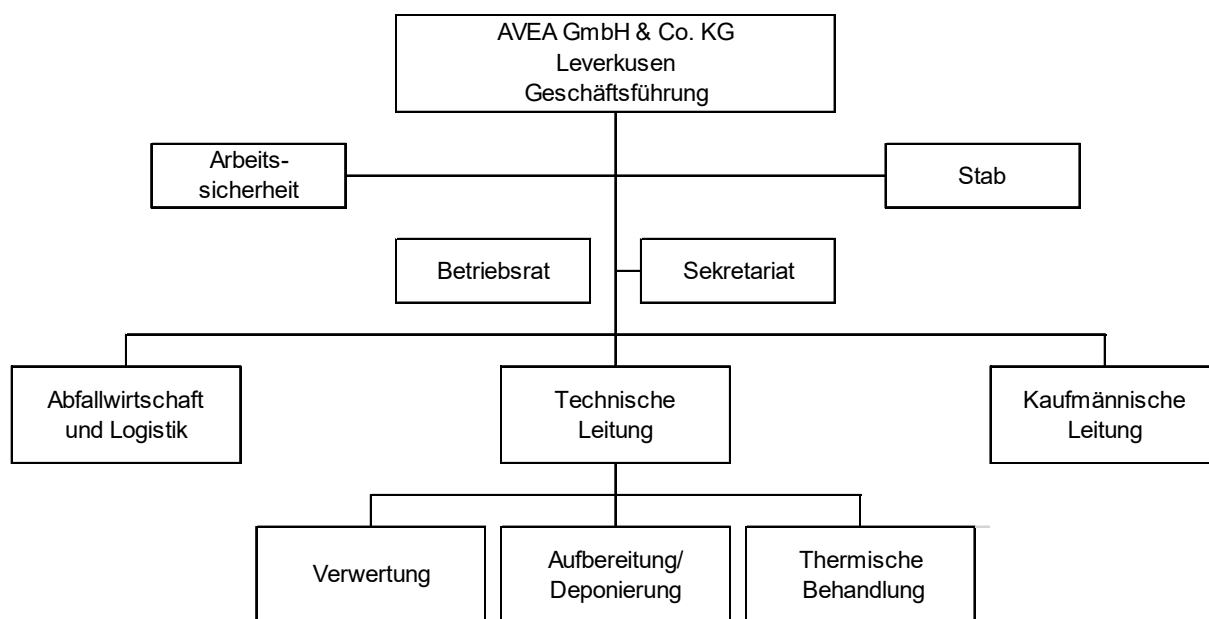 AVEA GmbH & Co. KG
Leverkusen
Geschäftsführung
Arbeits-
sicherheit
Stab
Betriebsrat
Sekretariat
Abfallwirtschaft
und Logistik
Technische
Leitung
Kaufmännische
Leitung
Verwertung
Aufbereitung/
Deponierung
Thermische
Behandlung